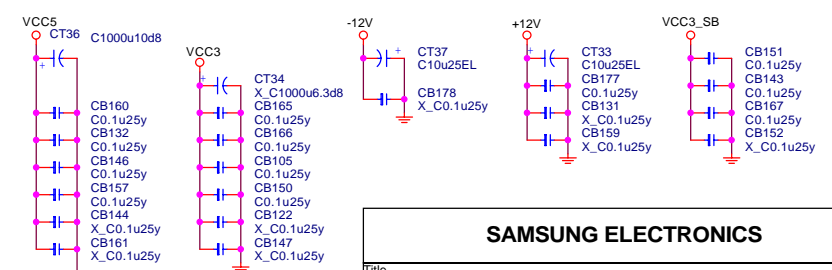 VCC5
CT36
C1000u10d8
+
CB160
C0.1u25y
CB132
C0.1u25y
CB146
C0.1u25y
CB157
C0.1u25y
CB144
X_C0.1u25y
CB161
X_C0.1u25y
VCC3
+
CT34
X_C1000u6.3d8
CB165
C0.1u25y
CB166
C0.1u25y
CB105
C0.1u25y
CB150
C0.1u25y
CB122
X_C0.1u25y
CB147
X_C0.1u25y
-12V
+
CT37
C10u25EL
CB178
X_C0.1u25y
+12V
+
CT33
C10u25EL
CB177
C0.1u25y
CB131
X_C0.1u25y
CB159
X_C0.1u25y
VCC3_SB
CB151
C0.1u25y
CB143
C0.1u25y
CB167
C0.1u25y
CB152
X_C0.1u25y
SAMSUNG ELECTRONICS
Title